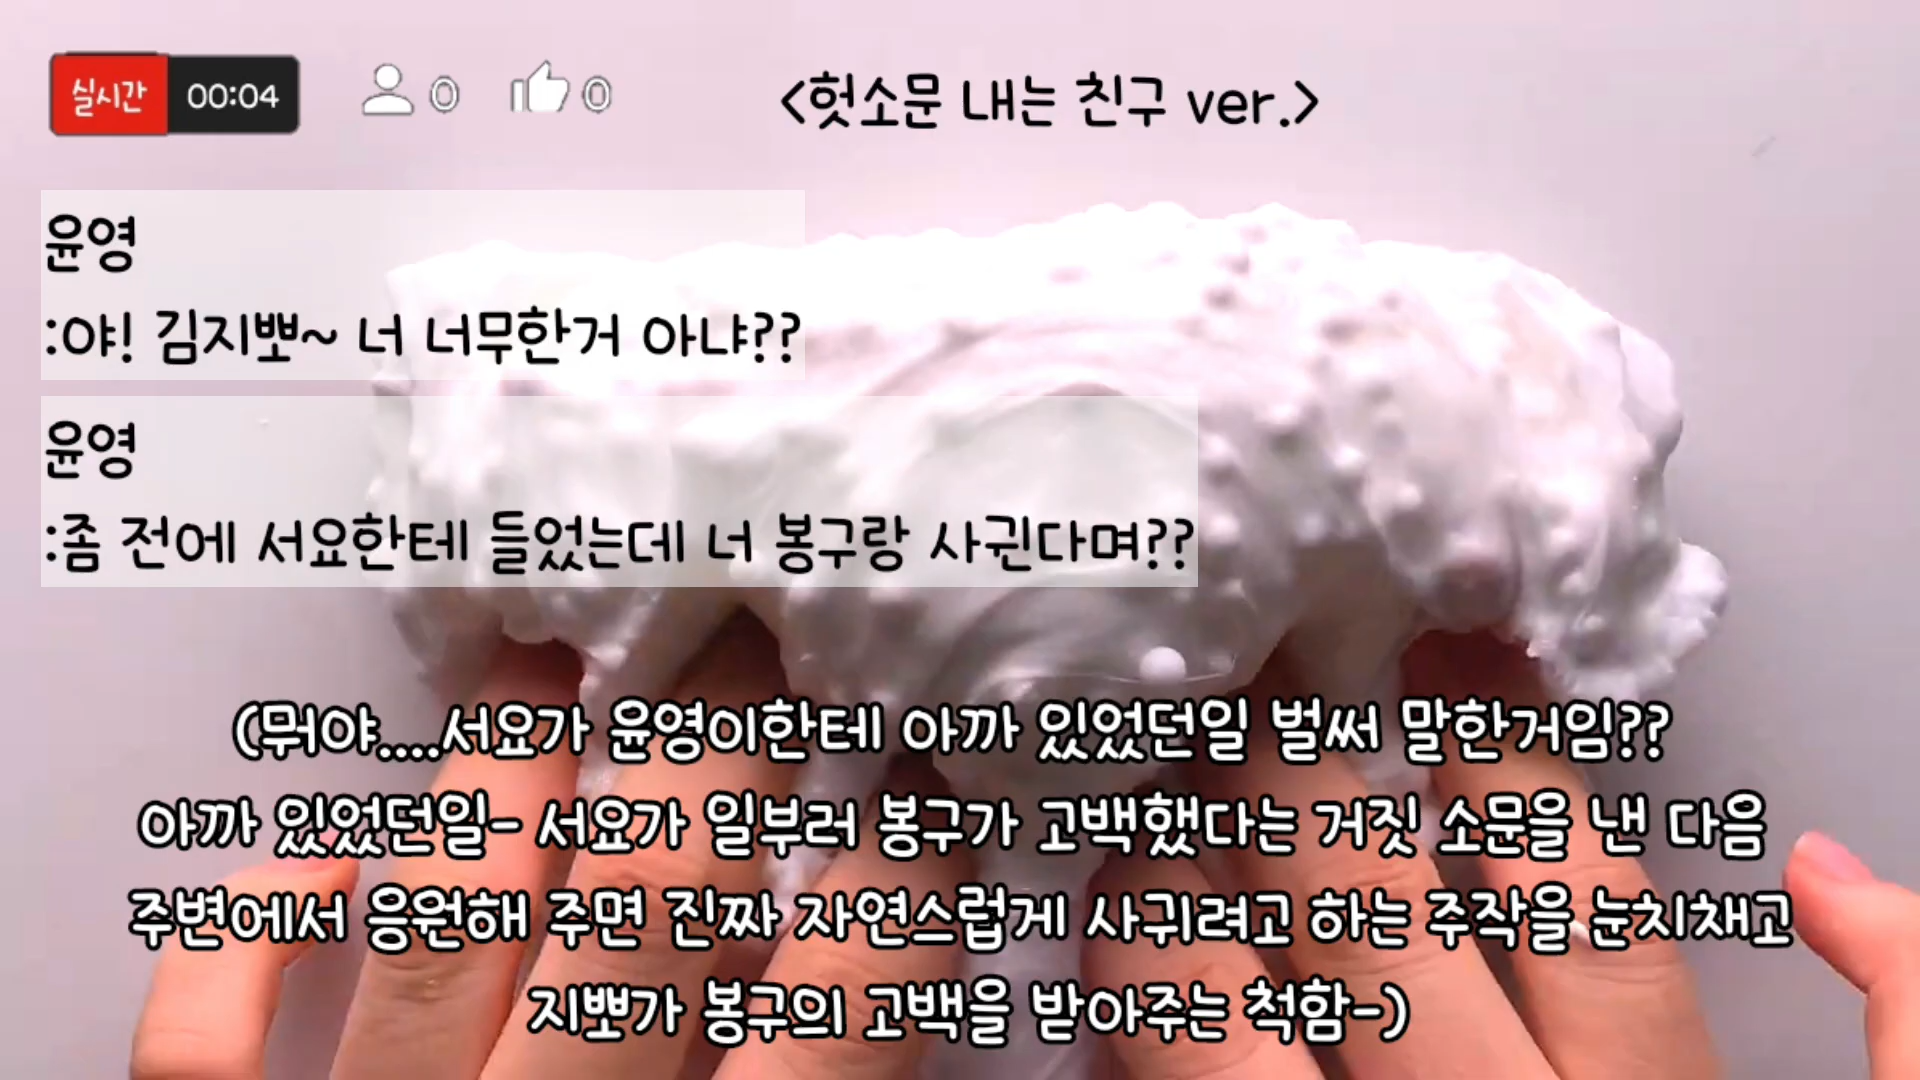 실시간 00:04 0 0 <헛소문 내는 친구 ver.>
윤영
:야! 김지뽀~ 너 너무한거 아냐??
윤영
:좀 전에 서요한테 들었는데 너 봉구랑 사귄다며??
(뭐야....서요가 윤영이한테 아까 있었던일 벌써 말한거임??
아까 있었던일- 서요가 일부러 봉구가 고백했다는 거짓 소문을 낸 다음
주변에서 응원해 주면 진짜 자연스럽게 사귀려고 하는 주작을 눈치채고
지뽀가 봉구의 고백을 받아주는 척함-)